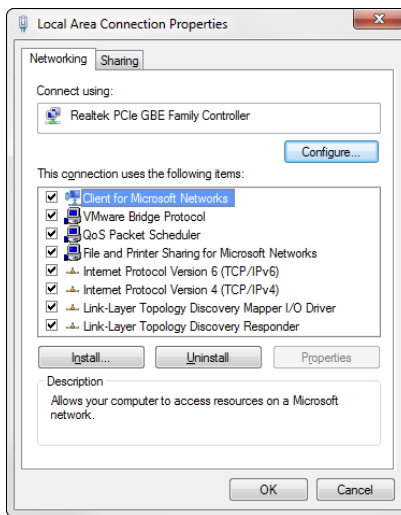 Local Area Connection Properties
Networking
Sharing
Connect using:
Realtek PCIe GBE Family Controller
Configure...
This connection uses the following items:
Client for Microsoft Networks
VMware Bridge Protocol
QoS Packet Scheduler
File and Printer Sharing for Microsoft Networks
Internet Protocol Version 6 (TCP/IPv6)
Internet Protocol Version 4 (TCP/IPv4)
Link-Layer Topology Discovery Mapper I/O Driver
Link-Layer Topology Discovery Responder
Install...
Uninstall
Properties
Description
Allows your computer to access resources on a Microsoft
network.
OK
Cancel